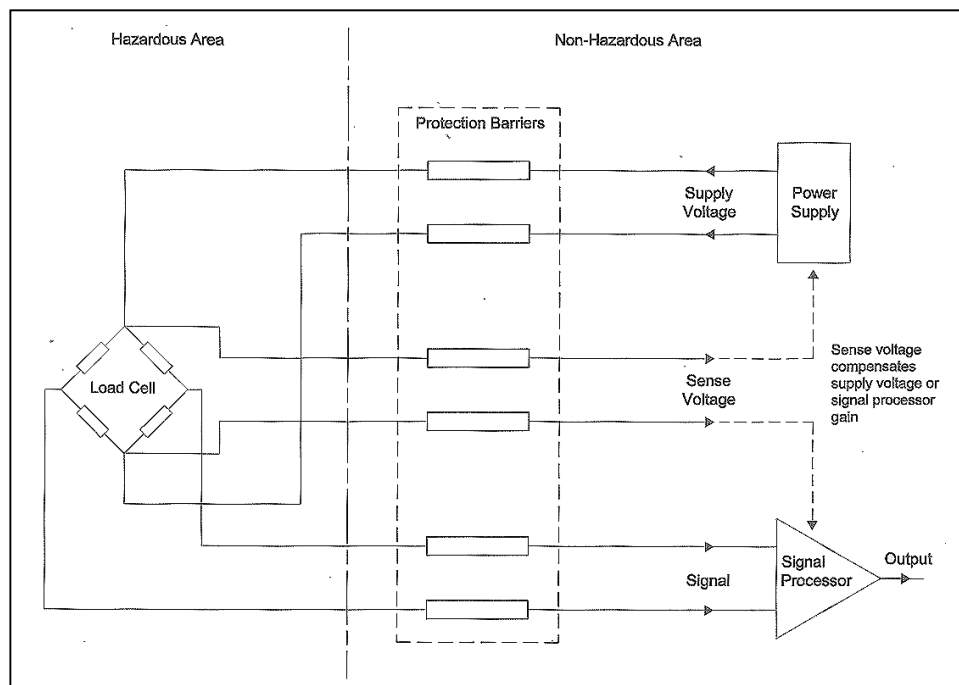 Hazardous Area
Non-Hazardous Area
Protection Barriers
Supply
Voltage
Power
Supply
Load Cell
Sense
Voltage
Sense voltage
compensates
supply voltage or
signal processor
gain
Signal
Signal
Processor
Output